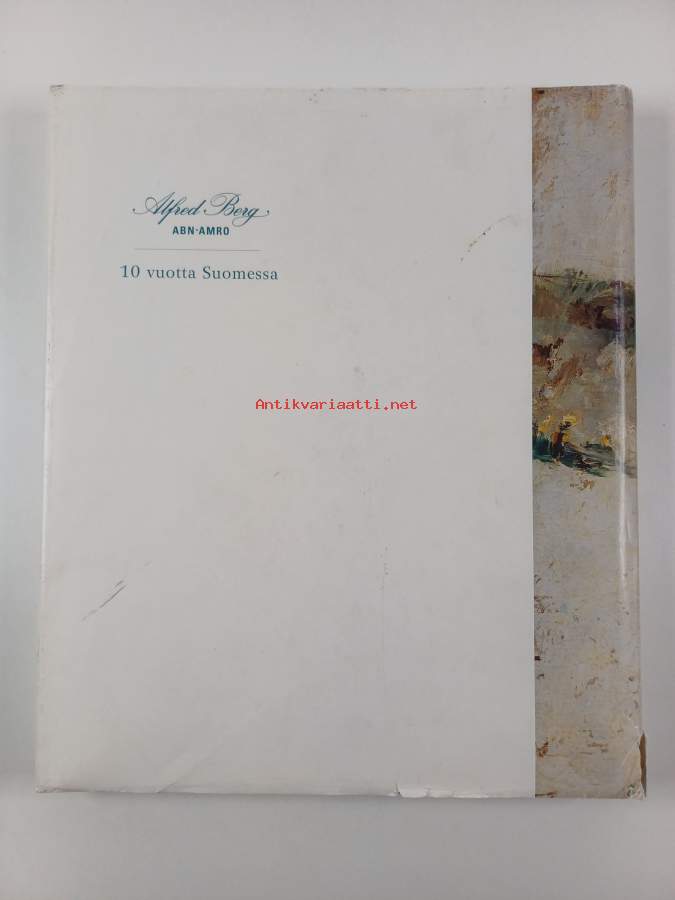 Alfred Berg
ABN·AMRO
10 vuotta Suomessa
Antikvariaatti.net